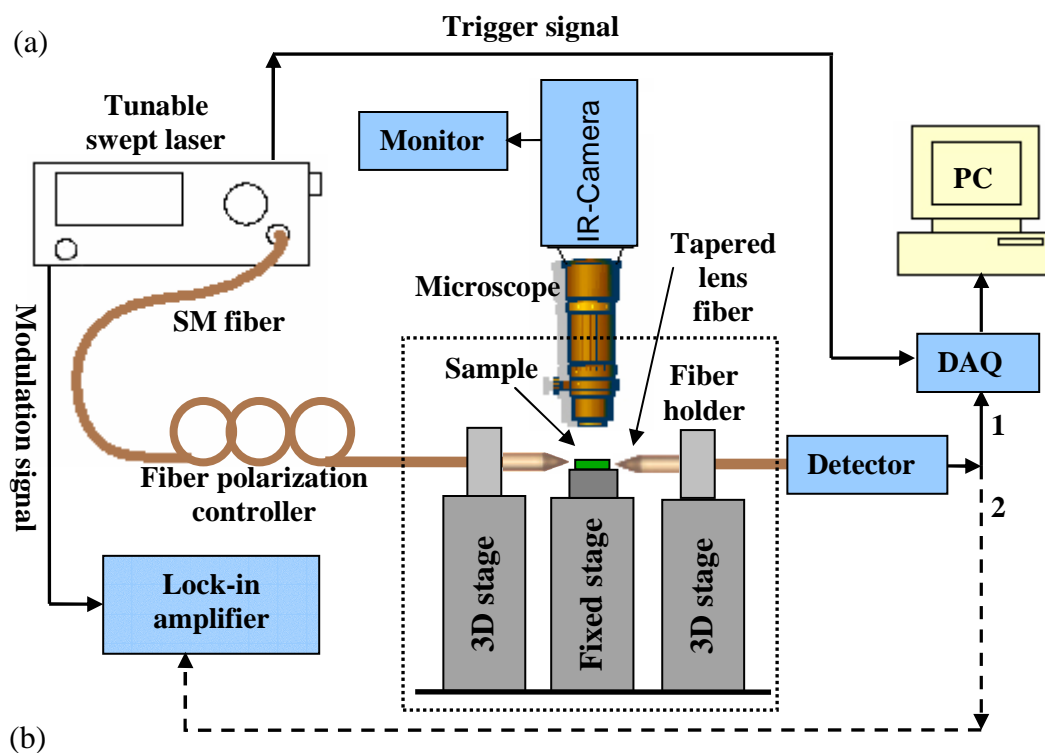 (a)
Trigger signal
Tunable
swept laser
Monitor
IR-Camera
PC
Tapered
lens
fiber
Microscope
SM fiber
Modulation signal
DAQ
Sample
Fiber
holder
1
Detector
Fiber polarization
controller
2
Lock-in
amplifier
3D stage
Fixed stage
3D stage
(b)